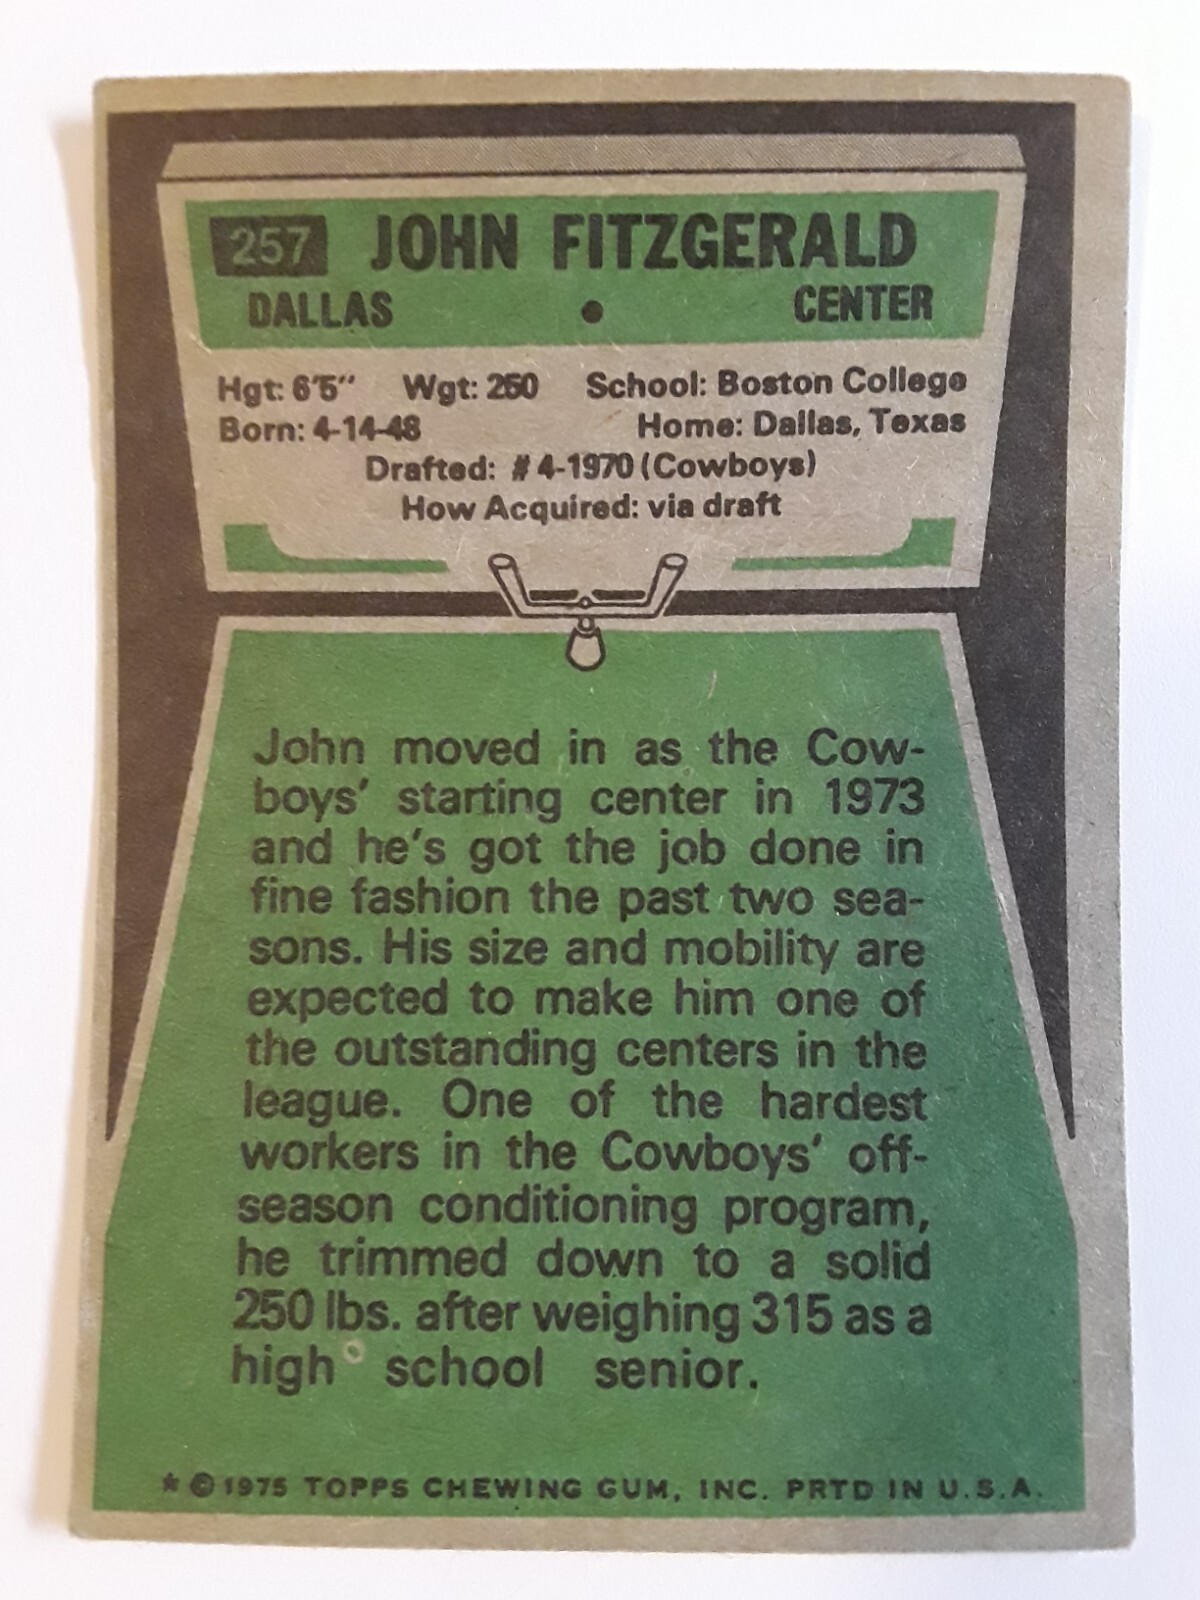 257 JOHN FITZGERALD
DALLAS • CENTER
Hgt: 6'5" Wgt: 250 School: Boston College
Born: 4-14-48 Home: Dallas, Texas
Drafted: #4-1970 (Cowboys)
How Acquired: via draft
John moved in as the Cow-
boys' starting center in 1973
and he's got the job done in
fine fashion the past two sea-
sons. His size and mobility are
expected to make him one of
the outstanding centers in the
league. One of the hardest
workers in the Cowboys' off-
season conditioning program,
he trimmed down to a solid
250 lbs. after weighing 315 as a
high school senior.
* © 1975 TOPPS CHEWING GUM, INC. PRTD IN U.S.A.